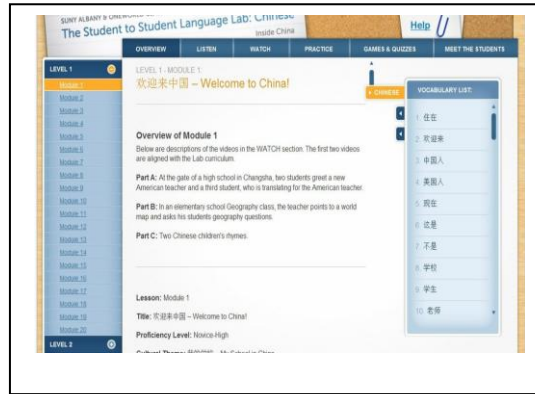 SUNY ALBANY &
The Student to Student Language Lab: Chinese
Inside China
Help
OVERVIEW
LISTEN
WATCH
PRACTICE
GAMES & QUIZZES
MEET THE STUDENTS
LEVEL 1
Module 1
Module 2
Module 3
Module 4
Module 5
Module 7
Module 8
Module 9
Module 10
Module 11
Module 12
Module 13
Module 14
Module 15
Module 16
Module 17
Module 18
Module 19
Module 20
LEVEL 2
LEVEL 1 - MODULE 1:
欢迎来中国 – Welcome to China!
CHINESE
Overview of Module 1
Below are descriptions of the videos in the WATCH section. The first two videos
are aligned with the Lab curriculum.
Part A: At the gate of a high school in Changsha, two students greet a new
American teacher and a third student, who is translating for the American teacher.
Part B: In an elementary school Geography class, the teacher points to a world
map and asks his students geography questions.
Part C: Two Chinese children's rhymes.
Lesson: Module 1
Title: 欢迎来中国 – Welcome to China!
Proficiency Level: Novice-High
VOCABULARY LIST:
1 住在
2 欢迎来
3 中国人
4 美国人
5 现在
6 这是
7 不是
8 学校
9 学生
10 老师